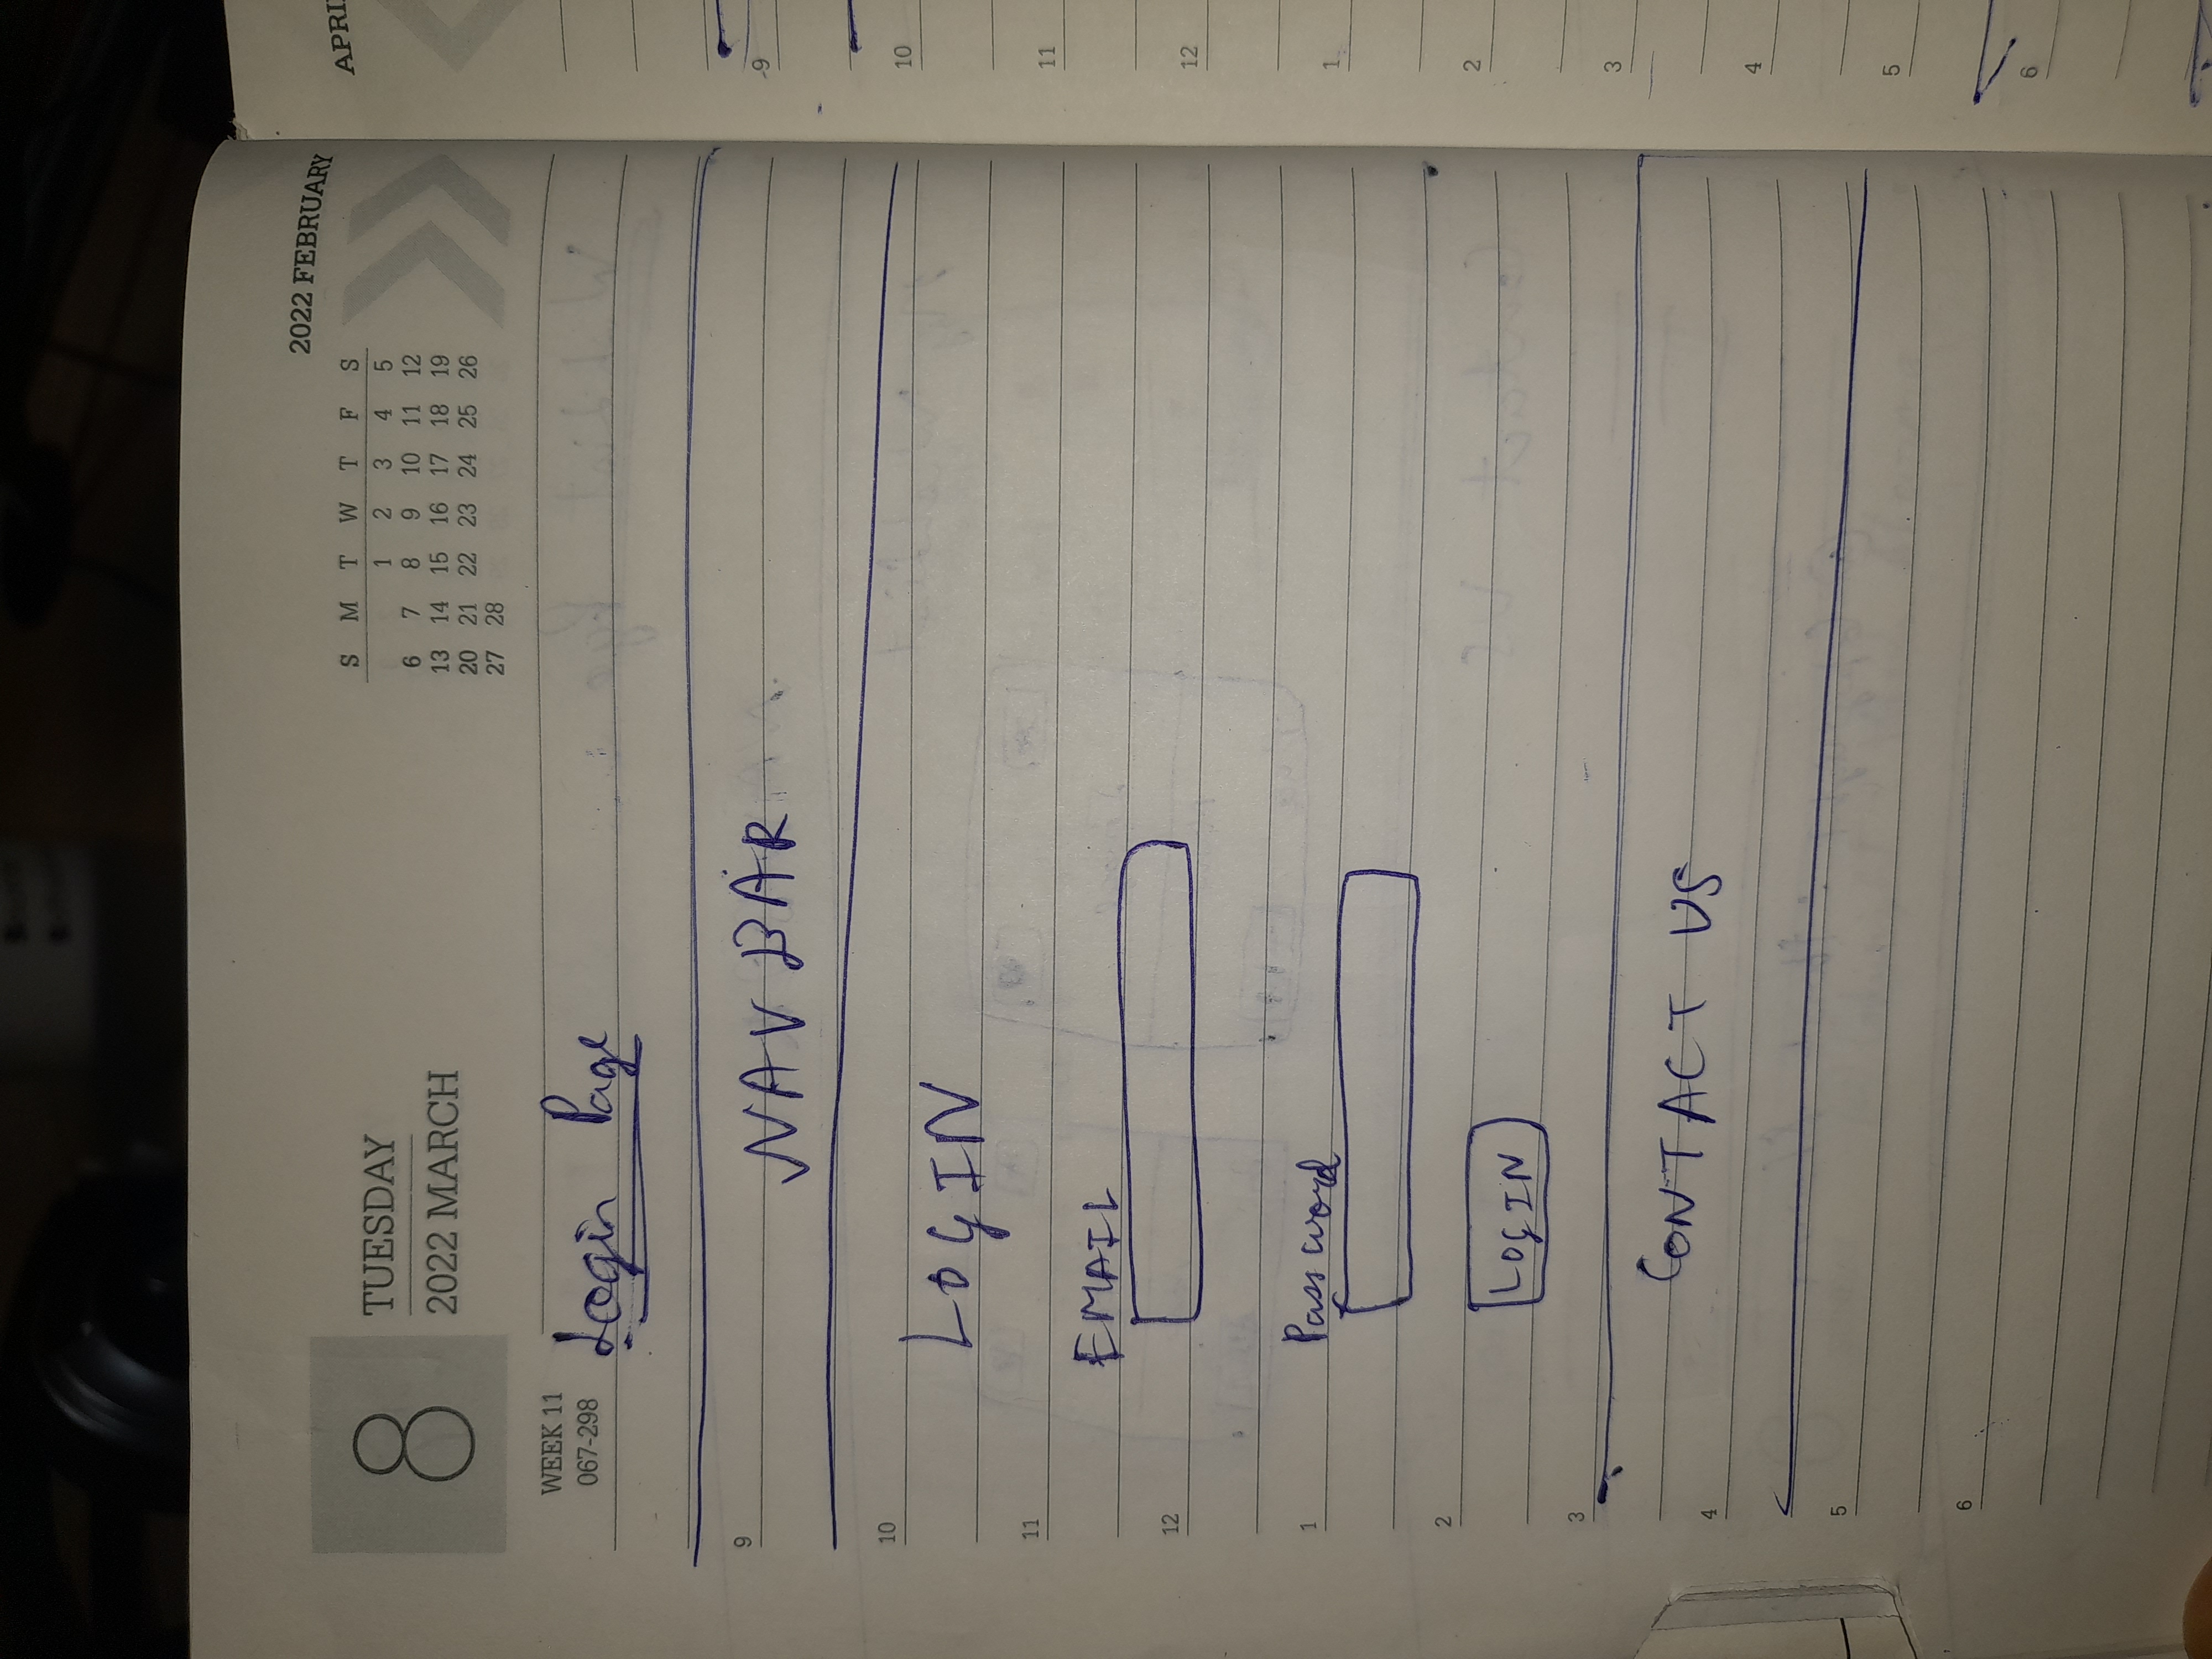 2022 FEBRUARY
APRI
8
TUESDAY
2022 MARCH
S M T W T F S
1 2 3 4 5
6 7 8 9 10 11 12
13 14 15 16 17 18 19
20 21 22 23 24 25 26
27 28
WEEK 11
067-298
Login Page
9
NAV BAR
10
LOGIN
11
EMAIL
12
1
Password
2
LOGIN
3
CONTACT US
4
5
6
9
10
11
12
1
2
3
4
5
6